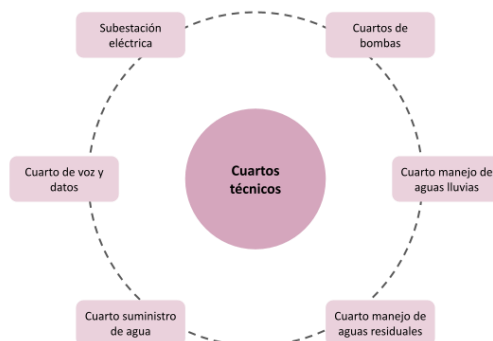 Subestación
eléctrica
Cuartos de
bombas
Cuarto de voz y
datos
Cuartos
técnicos
Cuarto manejo de
aguas lluvias
Cuarto suministro
de agua
Cuarto manejo de
aguas residuales